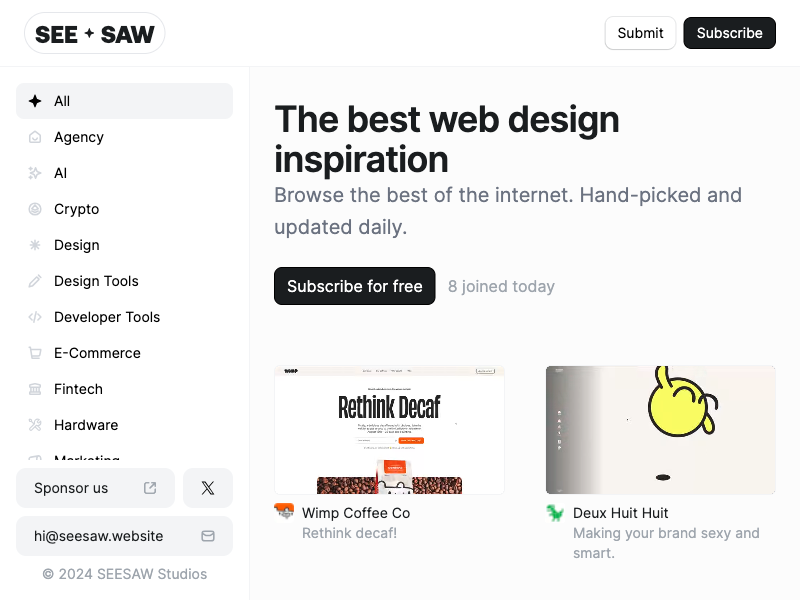 SEE ✦ SAW
Submit
Subscribe
All
Agency
AI
Crypto
Design
Design Tools
Developer Tools
E-Commerce
Fintech
Hardware
Marketing
Sponsor us
hi@seesaw.website
© 2024 SEESAW Studios
The best web design
inspiration
Browse the best of the internet. Hand-picked and
updated daily.
Subscribe for free
8 joined today
WIMP
Rethink Decaf
Wimp Coffee Co
Rethink decaf!
Deux Huit Huit
Making your brand sexy and
smart.